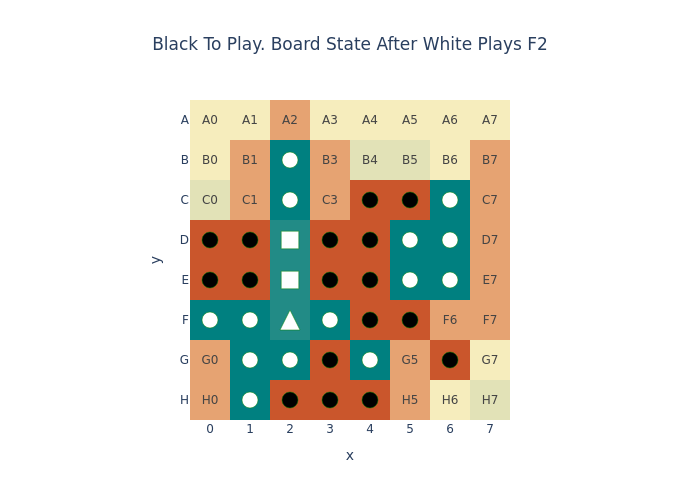 Black To Play. Board State After White Plays F2
A A0 A1 A2 A3 A4 A5 A6 A7
B B0 B1 B3 B4 B5 B6 B7
C C0 C1 C3 C7
D D7
E E7
F F6 F7
G G0 G5 G7
H H0 H5 H6 H7
0 1 2 3 4 5 6 7
x
y